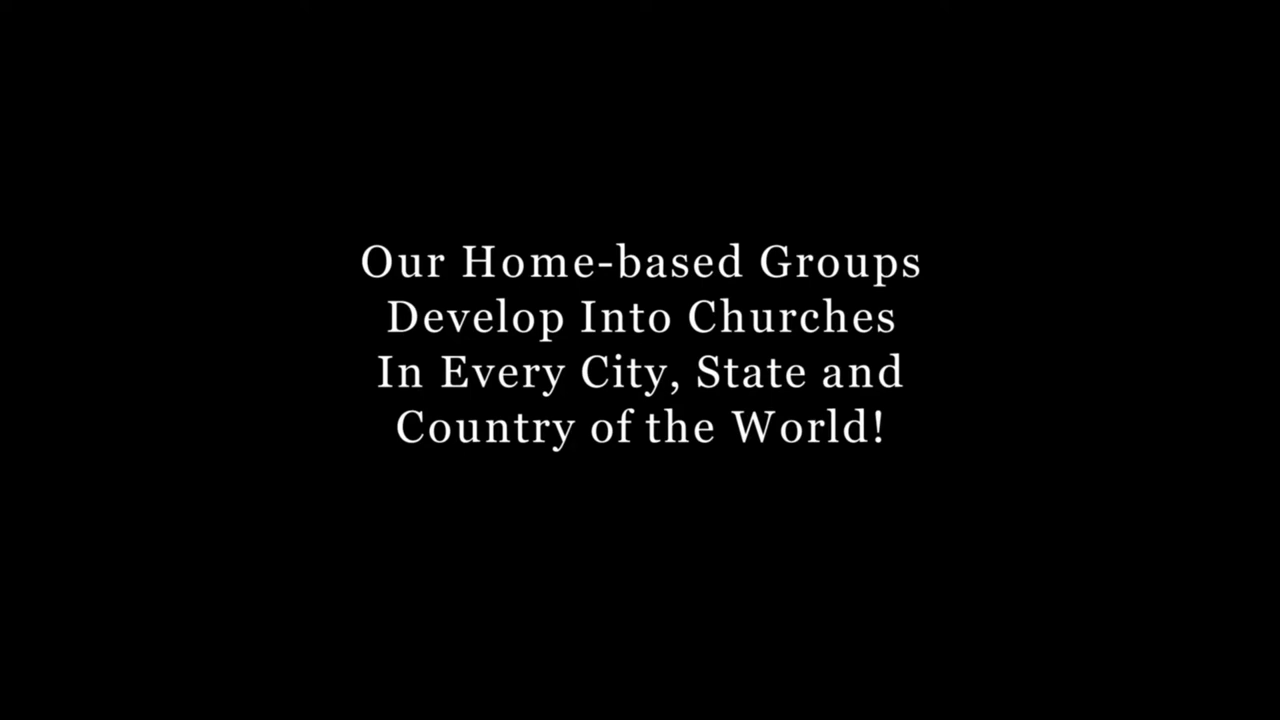 Our Home-based Groups
Develop Into Churches
In Every City, State and
Country of the World!